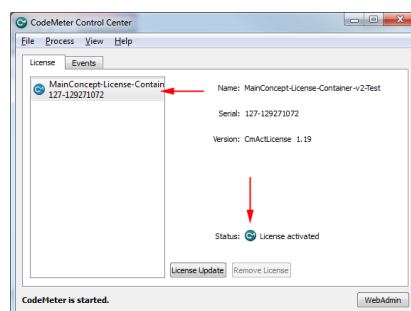 CodeMeter Control Center
File Process View Help
License Events
MainConcept-License-Contain
127-129271072
Name: MainConcept-License-Container-v2-Test
Serial: 127-129271072
Version: CmActLicense 1.19
Status: License activated
License Update Remove License
CodeMeter is started. WebAdmin